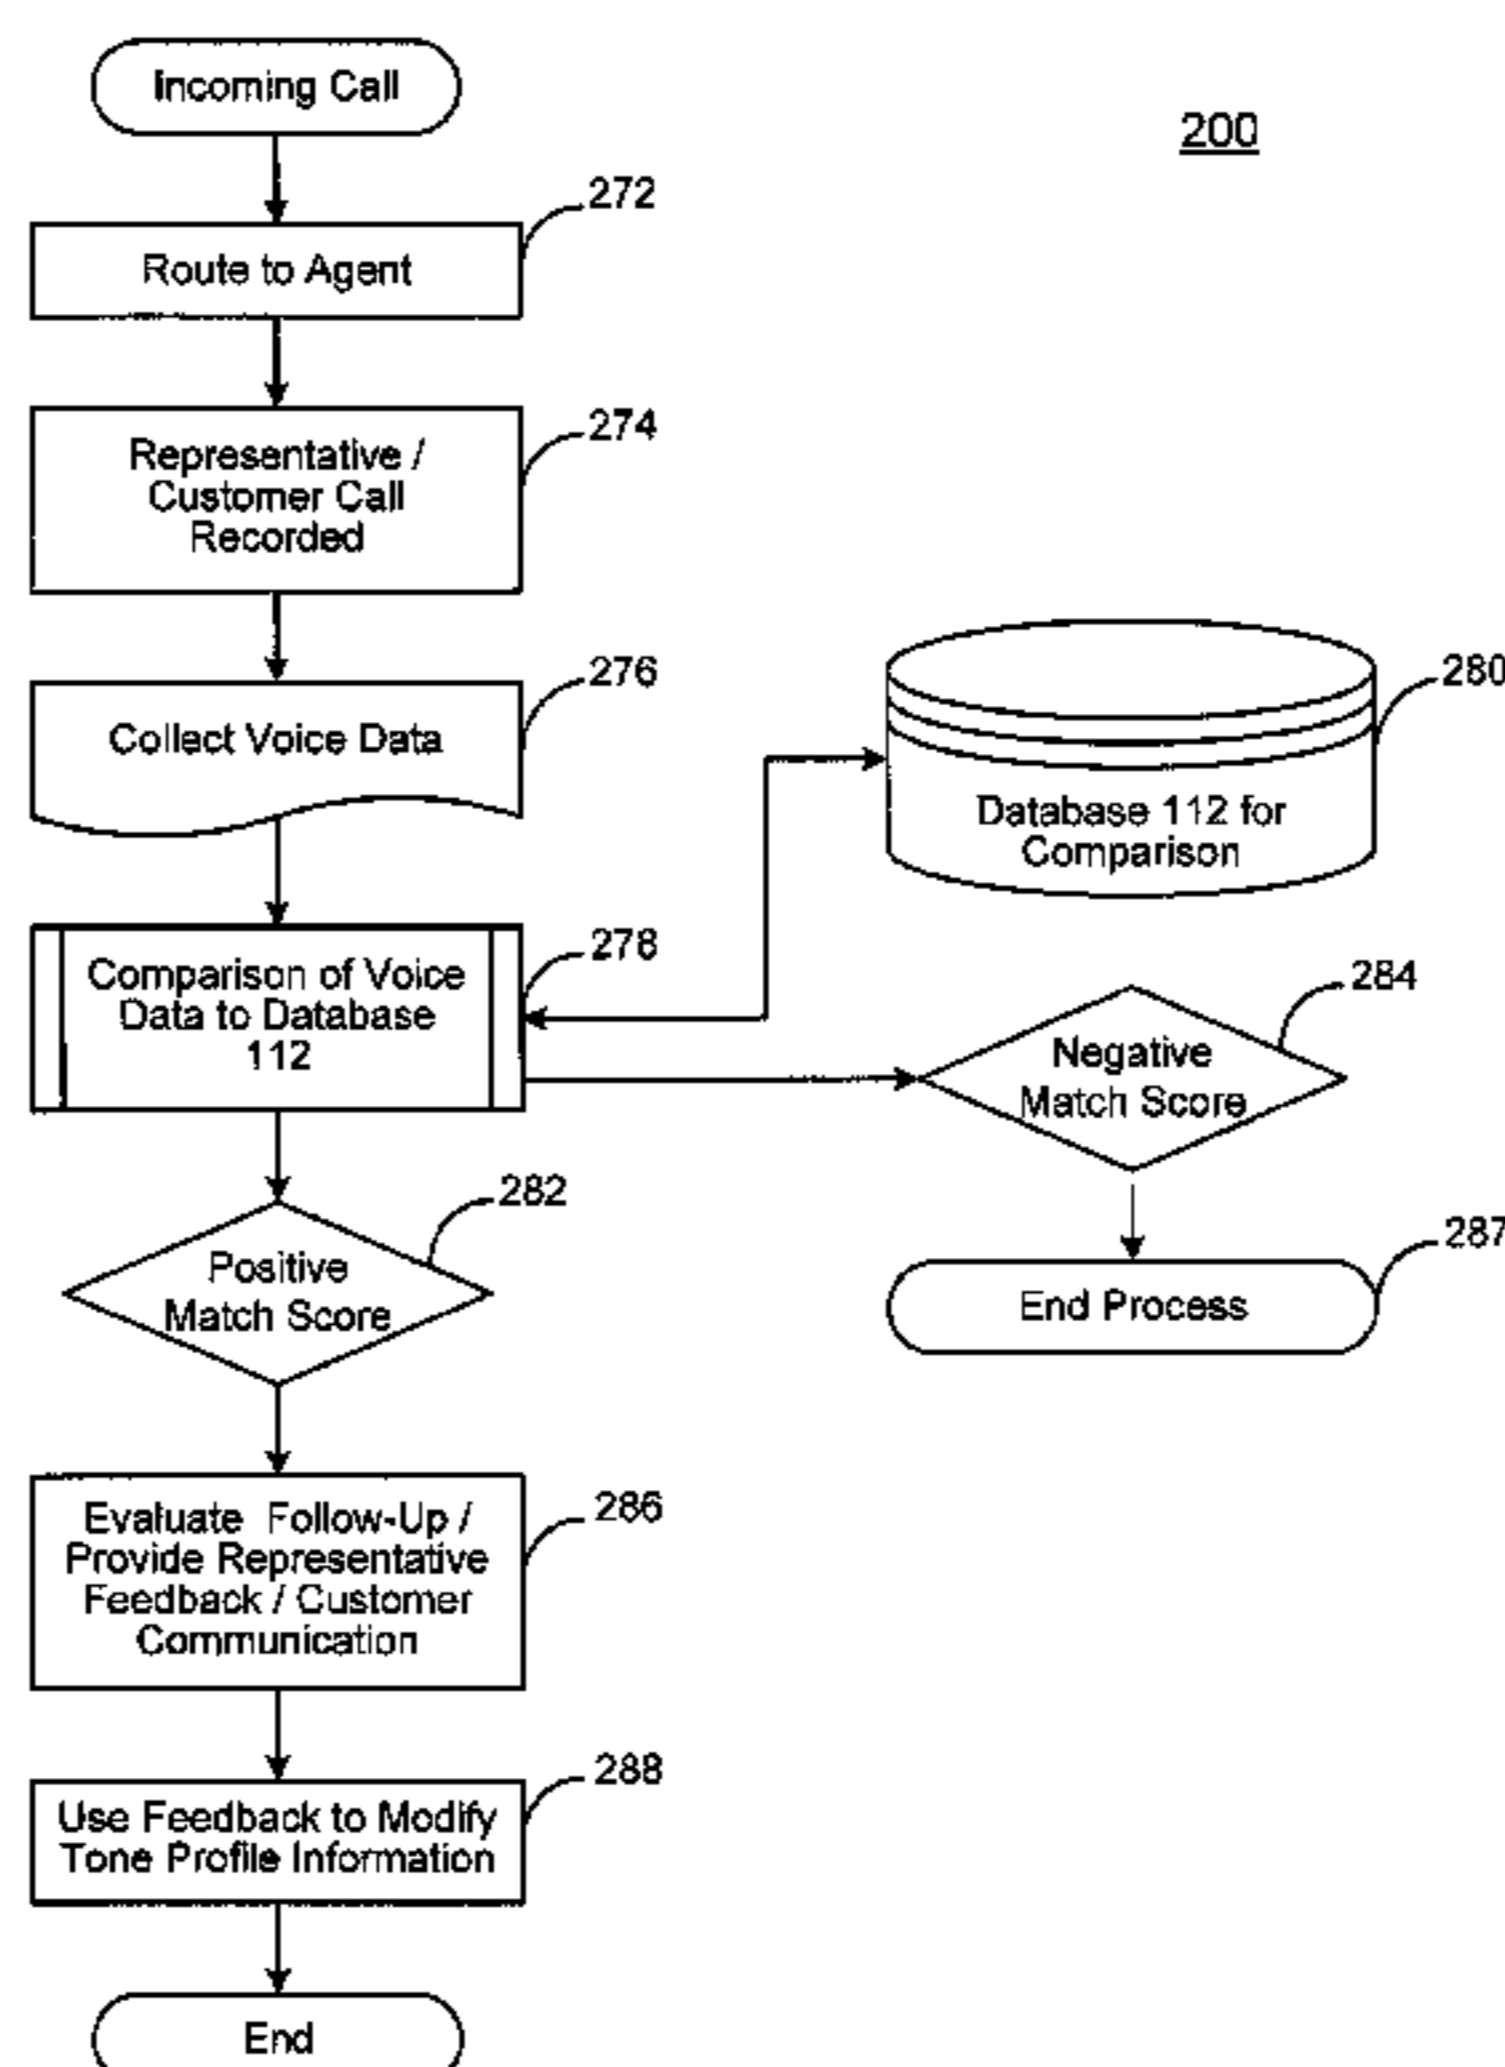 Incoming Call
200
272
Route to Agent
274
Representative /
Customer Call
Recorded
276
Collect Voice Data
280
Database 112 for
Comparison
278
Comparison of Voice
Data to Database
112
284
Negative
Match Score
282
Positive
Match Score
287
End Process
286
Evaluate Follow-Up /
Provide Representative
Feedback / Customer
Communication
288
Use Feedback to Modify
Tone Profile Information
End